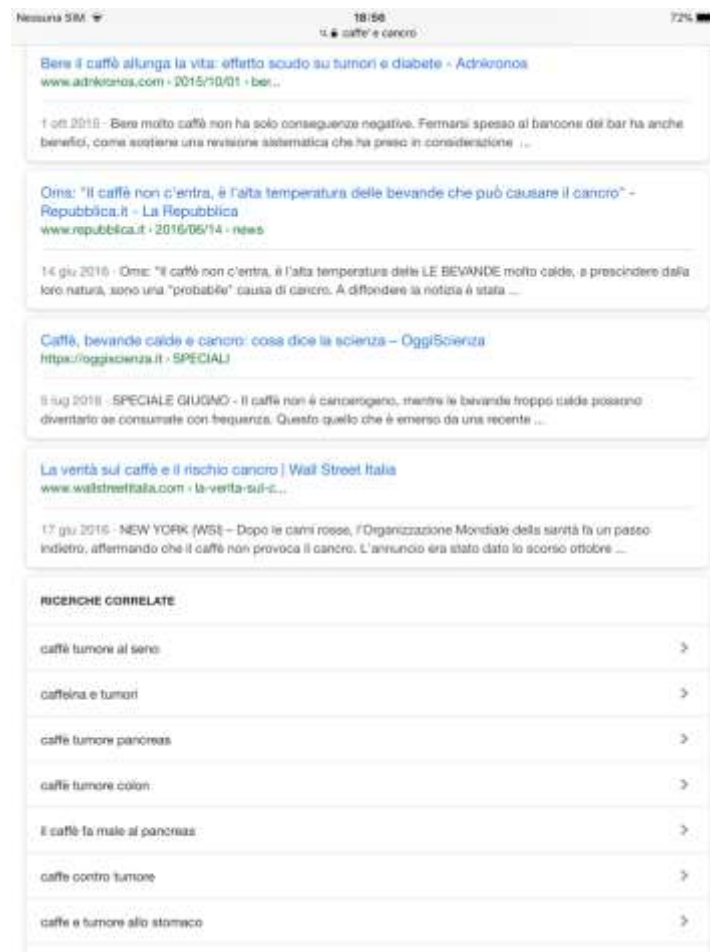 Nessuna SIM 18:56 72%
caffe' e cancro
Bere il caffè allunga la vita: effetto scudo su tumori e diabete - Adnkronos
www.adnkronos.com › 2015/10/01 › ber...
1 ott 2015 - Bere molto caffè non ha solo conseguenze negative. Fermarsi spesso al bancone del bar ha anche
benefici, come sostiene una revisione sistematica che ha preso in considerazione ...
Oms: "Il caffè non c'entra, è l'alta temperatura delle bevande che può causare il cancro" -
Repubblica.it - La Repubblica
www.repubblica.it › 2016/06/14 › news
14 giu 2016 - Oms: "Il caffè non c'entra, è l'alta temperatura delle LE BEVANDE molto calde, a prescindere dalla
loro natura, sono una "probabile" causa di cancro. A diffondere la notizia è stata ...
Caffè, bevande calde e cancro: cosa dice la scienza – OggiScienza
https://oggiscienza.it › SPECIALI
lug 2016 - SPECIALE GIUGNO - Il caffè non è cancerogeno, mentre le bevande troppo calde possono
diventarlo se consumate con frequenza. Questo quello che è emerso da una recente ...
La verità sul caffè e il rischio cancro | Wall Street Italia
www.wallstreetitalia.com › la-verita-sul-c...
17 giu 2016 - NEW YORK (WSI) – Dopo le carni rosse, l'Organizzazione Mondiale della sanità fa un passo
indietro, affermando che il caffè non provoca il cancro. L'annuncio era stato dato lo scorso ottobre ...
RICERCHE CORRELATE
caffè tumore al seno
caffeina e tumori
caffè tumore pancreas
caffè tumore colon
il caffè fa male al pancreas
caffe contro tumore
caffe e tumore allo stomaco